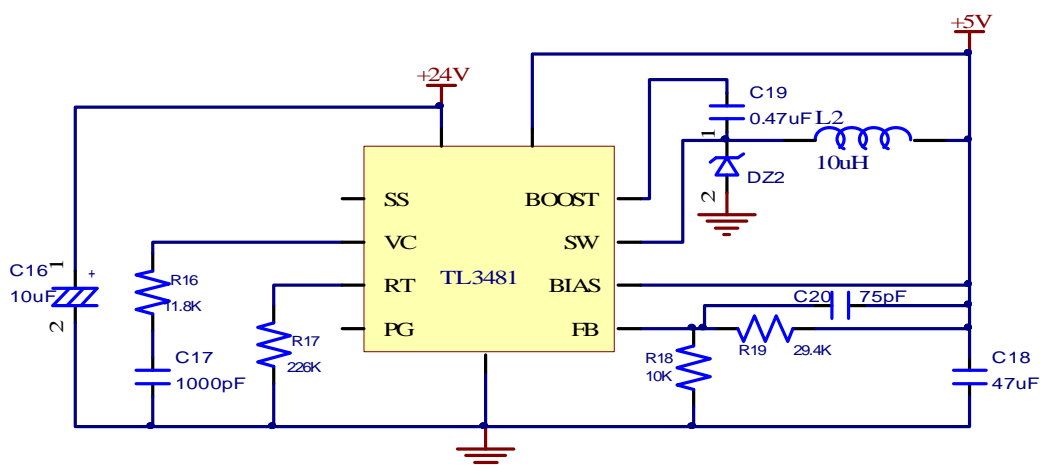 +5V
+24V
C19
0.47uF
L2
1
10uH
DZ2
2
SS
BOOST
VC
SW
TL3481
RT
BIAS
PG
FB
C16
1
+
10uF
2
R16
11.8K
C17
1000pF
R17
226K
C20
75pF
R18
10K
R19
29.4K
C18
47uF